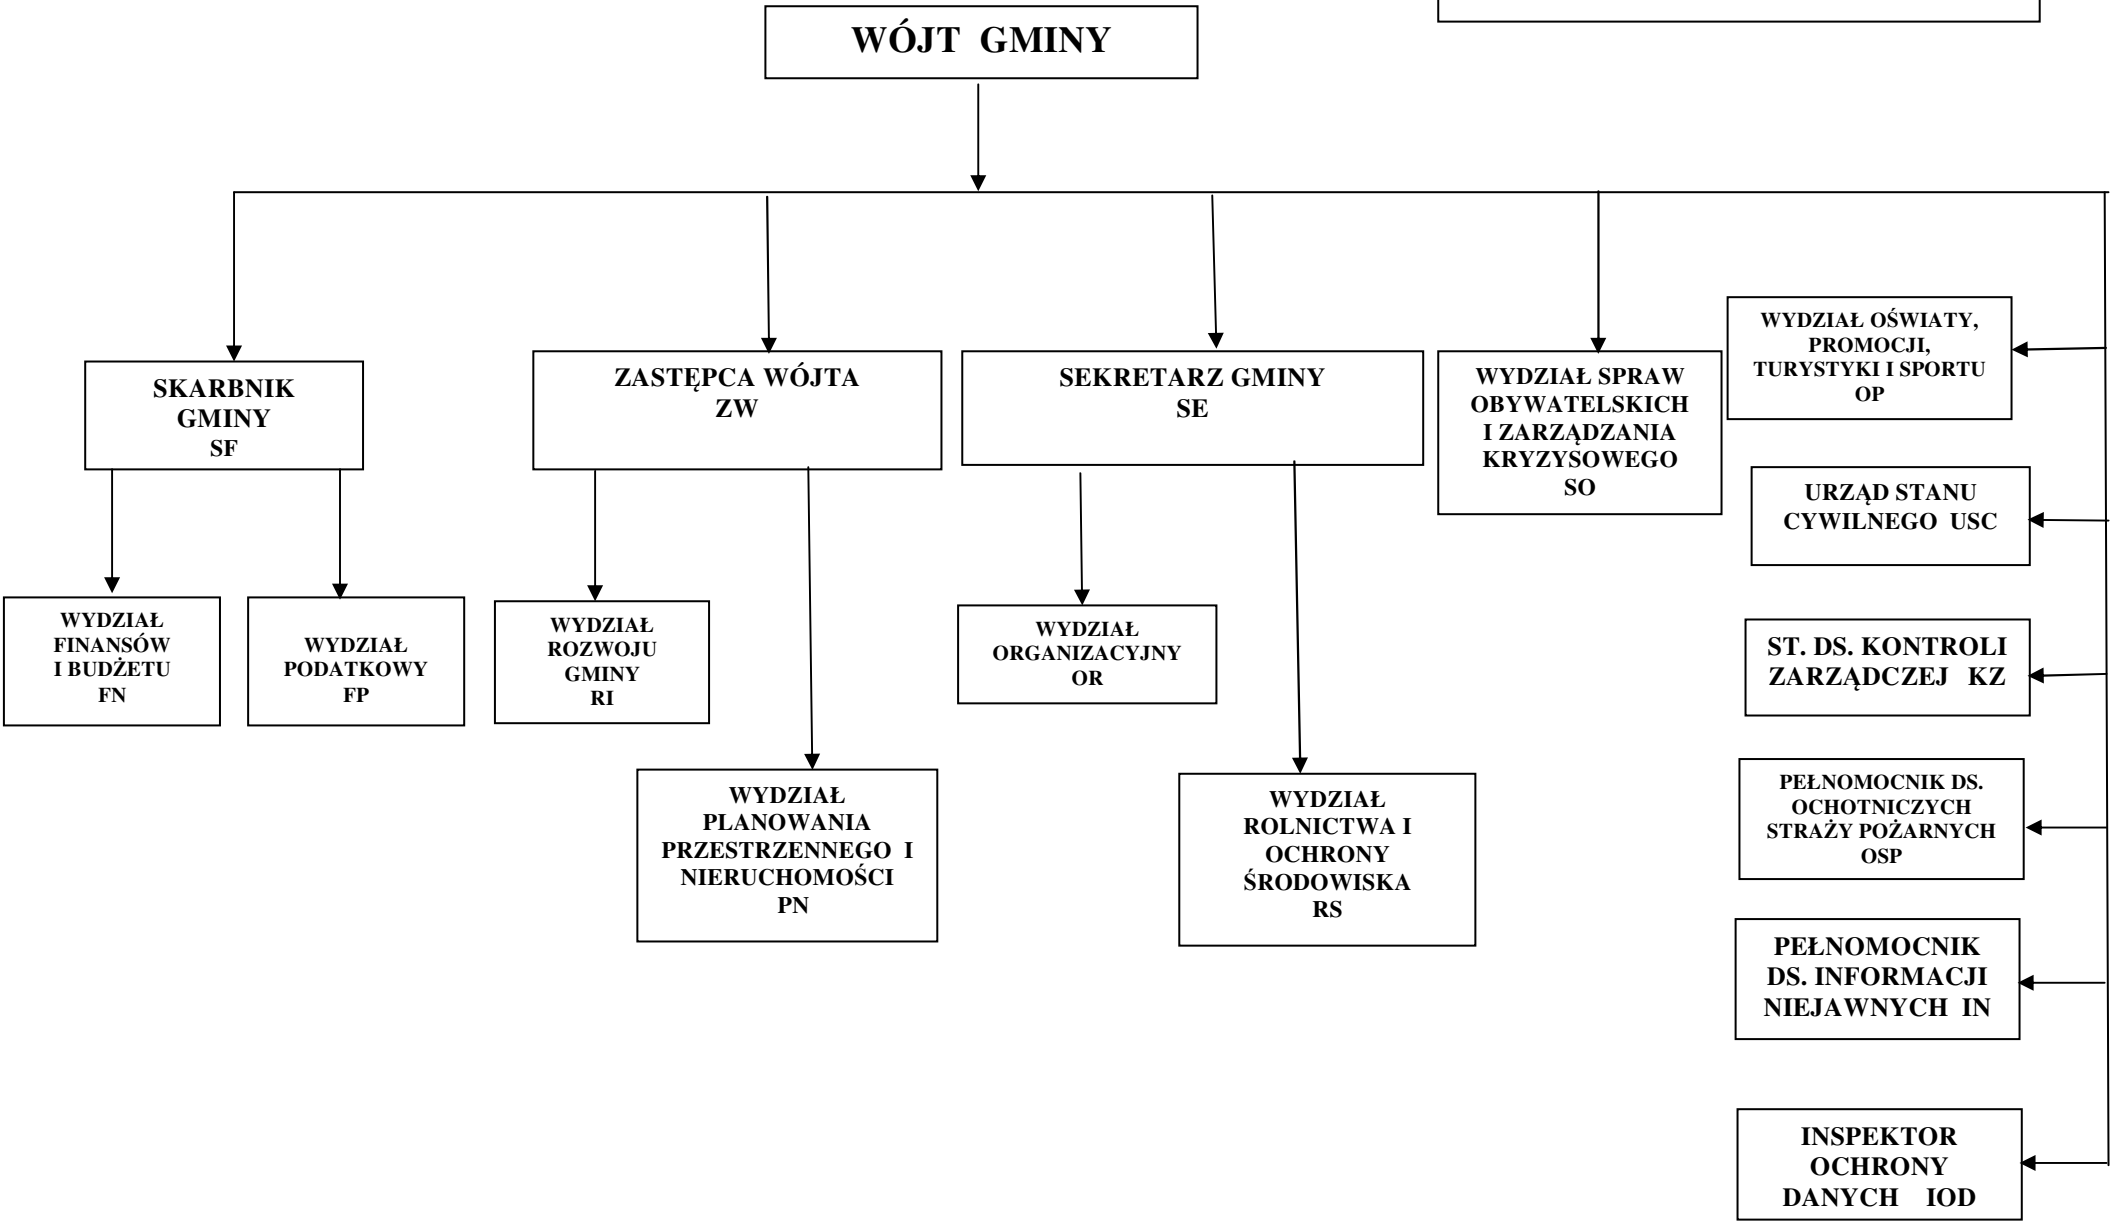 WÓJT GMINY
SKARBNIK
GMINY
SF
ZASTĘPCA WÓJTA
ZW
SEKRETARZ GMINY
SE
WYDZIAŁ SPRAW
OBYWATELSKICH
I ZARZĄDZANIA
KRYZYSOWEGO
SO
WYDZIAŁ OŚWIATY,
PROMOCJI,
TURYSTYKI I SPORTU
OP
URZĄD STANU
CYWILNEGO USC
WYDZIAŁ
FINANSÓW
I BUDŻETU
FN
WYDZIAŁ
PODATKOWY
FP
WYDZIAŁ
ROZWOJU
GMINY
RI
WYDZIAŁ
ORGANIZACYJNY
OR
ST. DS. KONTROLI
ZARZĄDCZEJ KZ
WYDZIAŁ
PLANOWANIA
PRZESTRZENNEGO I
NIERUCHOMOŚCI
PN
WYDZIAŁ
ROLNICTWA I
OCHRONY
ŚRODOWISKA
RS
PEŁNOMOCNIK DS.
OCHOTNICZYCH
STRAŻY POŻARNYCH
OSP
PEŁNOMOCNIK
DS. INFORMACJI
NIEJAWNYCH IN
INSPEKTOR
OCHRONY
DANYCH IOD